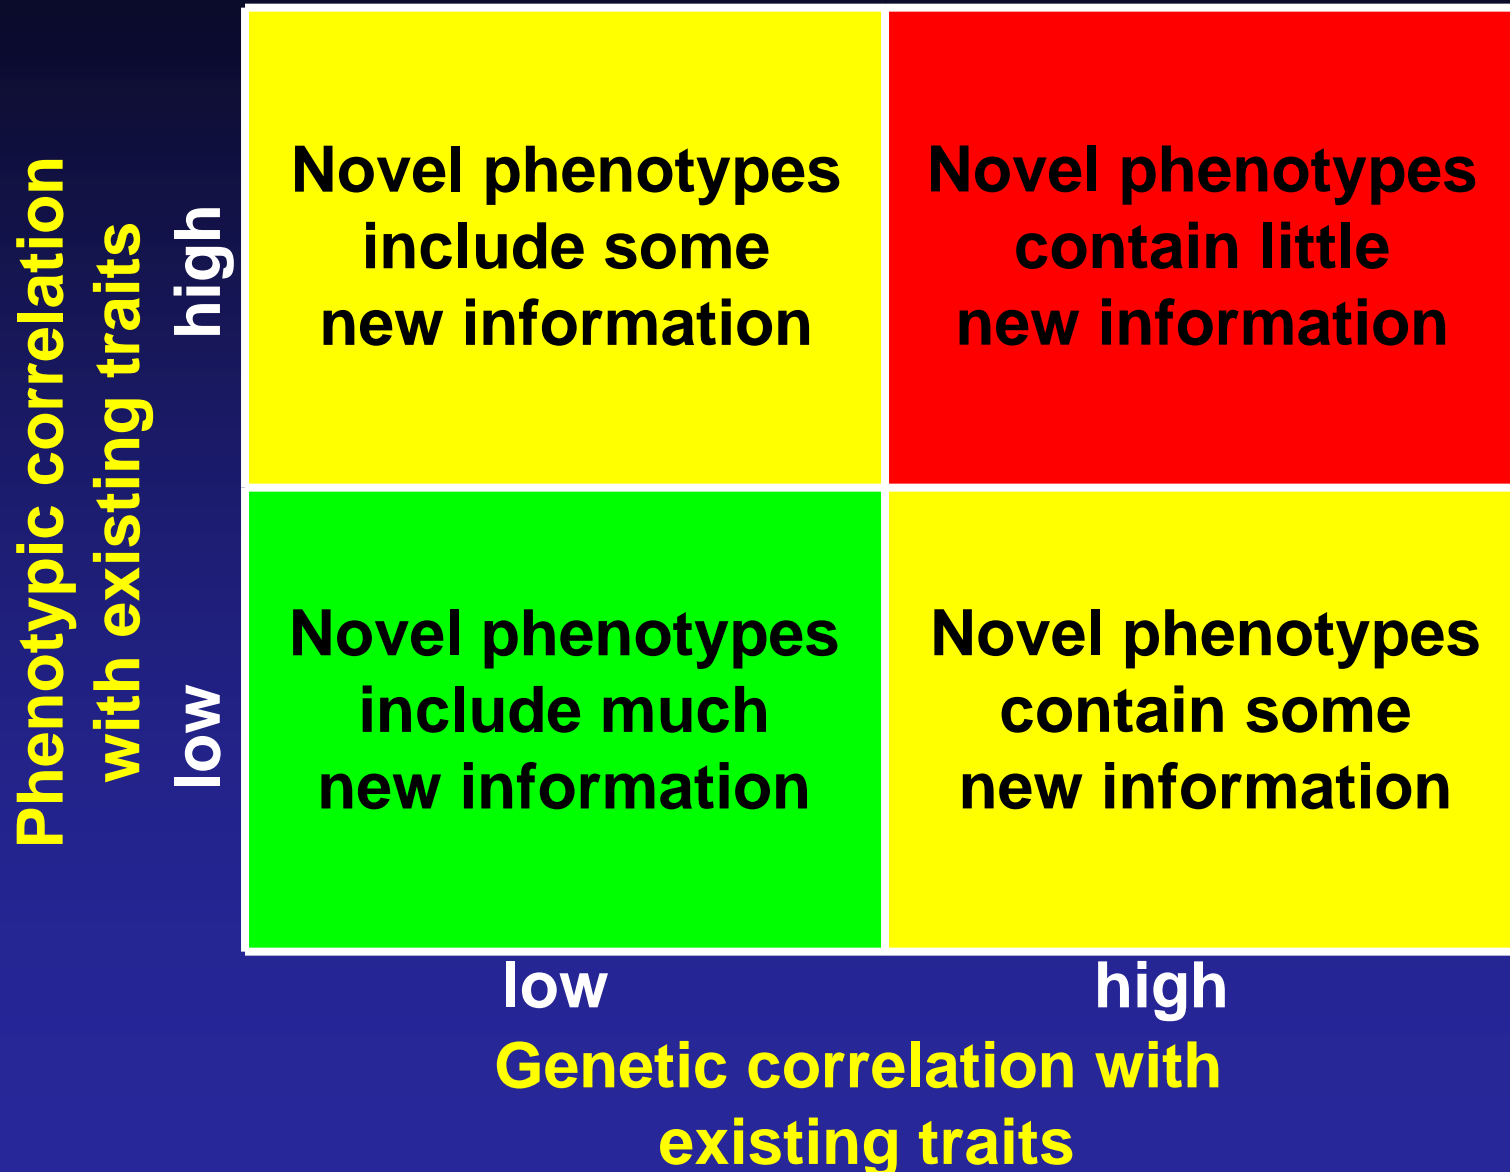 Phenotypic correlation
with existing traits
high
low
Novel phenotypes
include some
new information
Novel phenotypes
contain little
new information
Novel phenotypes
include much
new information
Novel phenotypes
contain some
new information
low
high
Genetic correlation with
existing traits